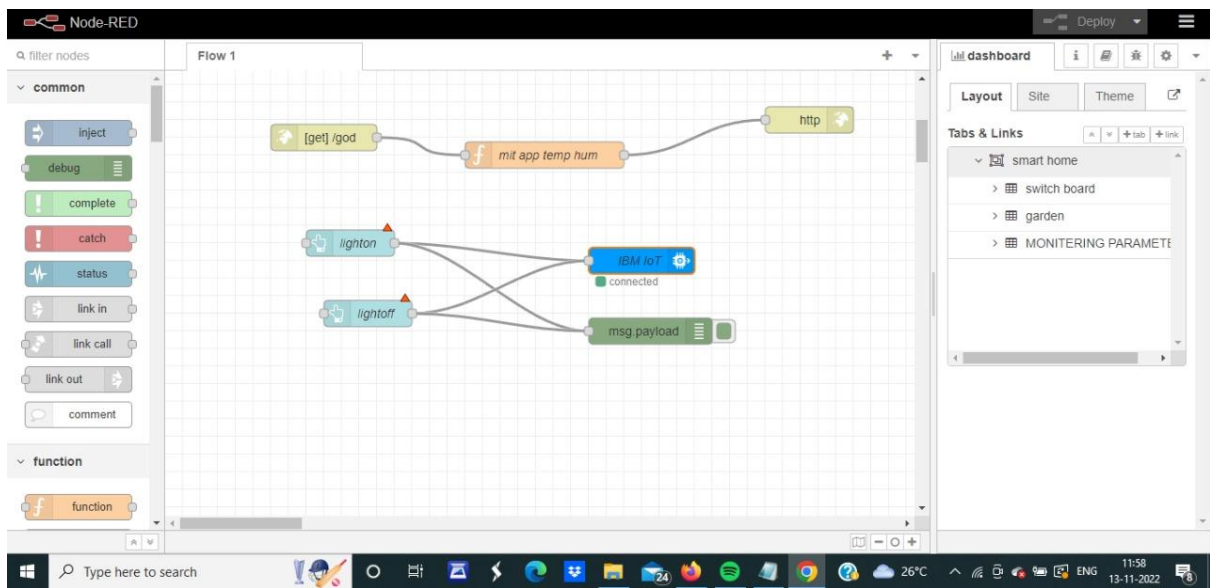 Node-RED
Deploy
filter nodes
Flow 1
dashboard
common
inject
debug
complete
catch
status
link in
link call
link out
comment
function
function
[get] /god
mit app temp hum
http
lighton
lightoff
IBM IoT
connected
msg.payload
Layout
Site
Theme
Tabs & Links
+ tab
+ link
smart home
switch board
garden
MONITERING PARAMETE
Type here to search
24
26°C
ENG
11:58
13-11-2022
8